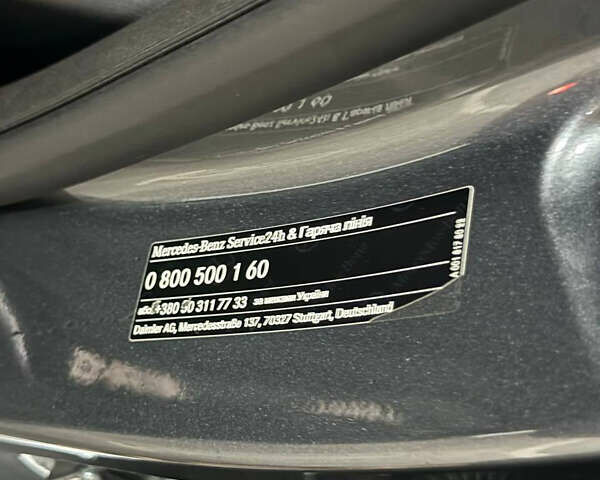 Mercedes-Benz Service24h & Гаряча лінія
0 800 500 1 60
або +380 50 311 77 33 за межами України
Daimler AG, Mercedesstraße 137, 70327 Stuttgart, Deutschland